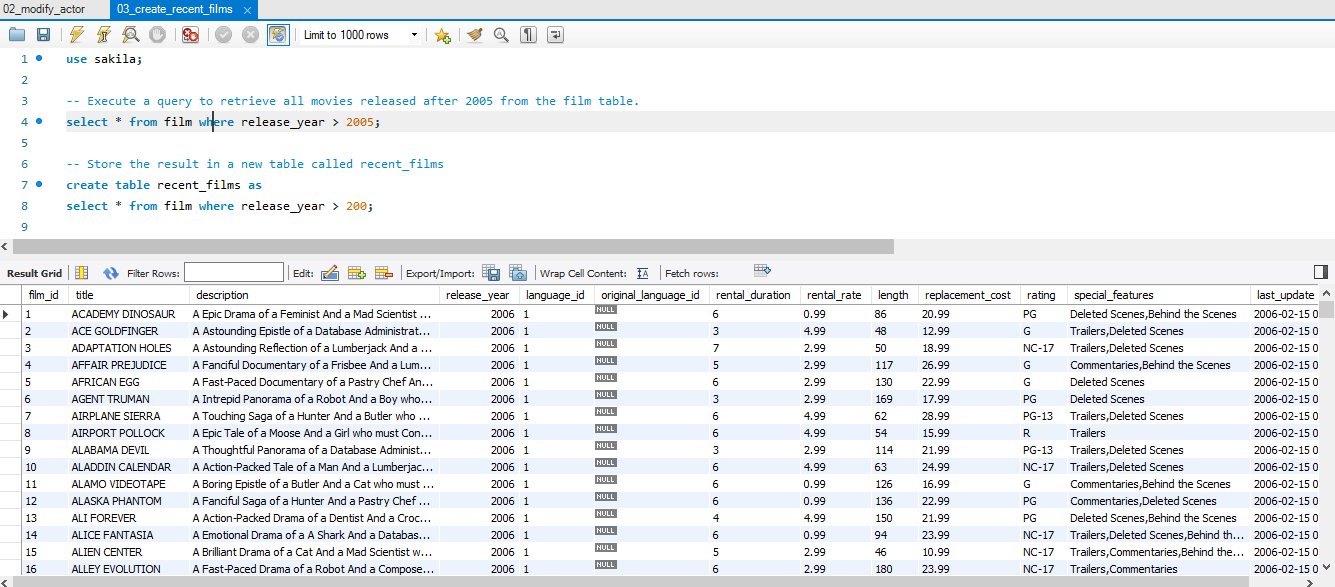 02_modify_actor 03_create_recent_films ×
Limit to 1000 rows
1 use sakila;
2
3 -- Execute a query to retrieve all movies released after 2005 from the film table.
4 select * from film where release_year > 2005;
5
6 -- Store the result in a new table called recent_films
7 create table recent_films as
8 select * from film where release_year > 200;
9
Result Grid Filter Rows: Edit: Export/Import: Wrap Cell Content: Fetch rows:
film_id title description release_year language_id original_language_id rental_duration rental_rate length replacement_cost rating special_features last_update
1 ACADEMY DINOSAUR A Epic Drama of a Feminist And a Mad Scientist ... 2006 1 NULL 6 0.99 86 20.99 PG Deleted Scenes,Behind the Scenes 2006-02-15 0
2 ACE GOLDFINGER A Astounding Epistle of a Database Administrat... 2006 1 NULL 3 4.99 48 12.99 G Trailers,Deleted Scenes 2006-02-15 0
3 ADAPTATION HOLES A Astounding Reflection of a Lumberjack And a ... 2006 1 NULL 7 2.99 50 18.99 NC-17 Trailers,Deleted Scenes 2006-02-15 0
4 AFFAIR PREJUDICE A Fanciful Documentary of a Frisbee And a Lum... 2006 1 NULL 5 2.99 117 26.99 G Commentaries,Behind the Scenes 2006-02-15 0
5 AFRICAN EGG A Fast-Paced Documentary of a Pastry Chef An... 2006 1 NULL 6 2.99 130 22.99 G Deleted Scenes 2006-02-15 0
6 AGENT TRUMAN A Intrepid Panorama of a Robot And a Boy who... 2006 1 NULL 3 2.99 169 17.99 PG Deleted Scenes 2006-02-15 0
7 AIRPLANE SIERRA A Touching Saga of a Hunter And a Butler who ... 2006 1 NULL 6 4.99 62 28.99 PG-13 Trailers,Deleted Scenes 2006-02-15 0
8 AIRPORT POLLOCK A Epic Tale of a Moose And a Girl who must Con... 2006 1 NULL 6 4.99 54 15.99 R Trailers 2006-02-15 0
9 ALABAMA DEVIL A Thoughtful Panorama of a Database Administ... 2006 1 NULL 3 2.99 114 21.99 PG-13 Trailers,Deleted Scenes 2006-02-15 0
10 ALADDIN CALENDAR A Action-Packed Tale of a Man And a Lumberjac... 2006 1 NULL 6 4.99 63 24.99 NC-17 Trailers,Deleted Scenes 2006-02-15 0
11 ALAMO VIDEOTAPE A Boring Epistle of a Butler And a Cat who must ... 2006 1 NULL 6 0.99 126 16.99 G Commentaries,Behind the Scenes 2006-02-15 0
12 ALASKA PHANTOM A Fanciful Saga of a Hunter And a Pastry Chef ... 2006 1 NULL 6 0.99 136 22.99 PG Commentaries,Deleted Scenes 2006-02-15 0
13 ALI FOREVER A Action-Packed Drama of a Dentist And a Croc... 2006 1 NULL 4 4.99 150 21.99 PG Deleted Scenes,Behind the Scenes 2006-02-15 0
14 ALICE FANTASIA A Emotional Drama of a A Shark And a Databas... 2006 1 NULL 6 0.99 94 23.99 NC-17 Trailers,Deleted Scenes,Behind th... 2006-02-15 0
15 ALIEN CENTER A Brilliant Drama of a Cat And a Mad Scientist w... 2006 1 NULL 5 2.99 46 10.99 NC-17 Trailers,Commentaries,Behind the... 2006-02-15 0
16 ALLEY EVOLUTION A Fast-Paced Drama of a Robot And a Compose... 2006 1 NULL 6 2.99 180 23.99 NC-17 Trailers,Commentaries 2006-02-15 0